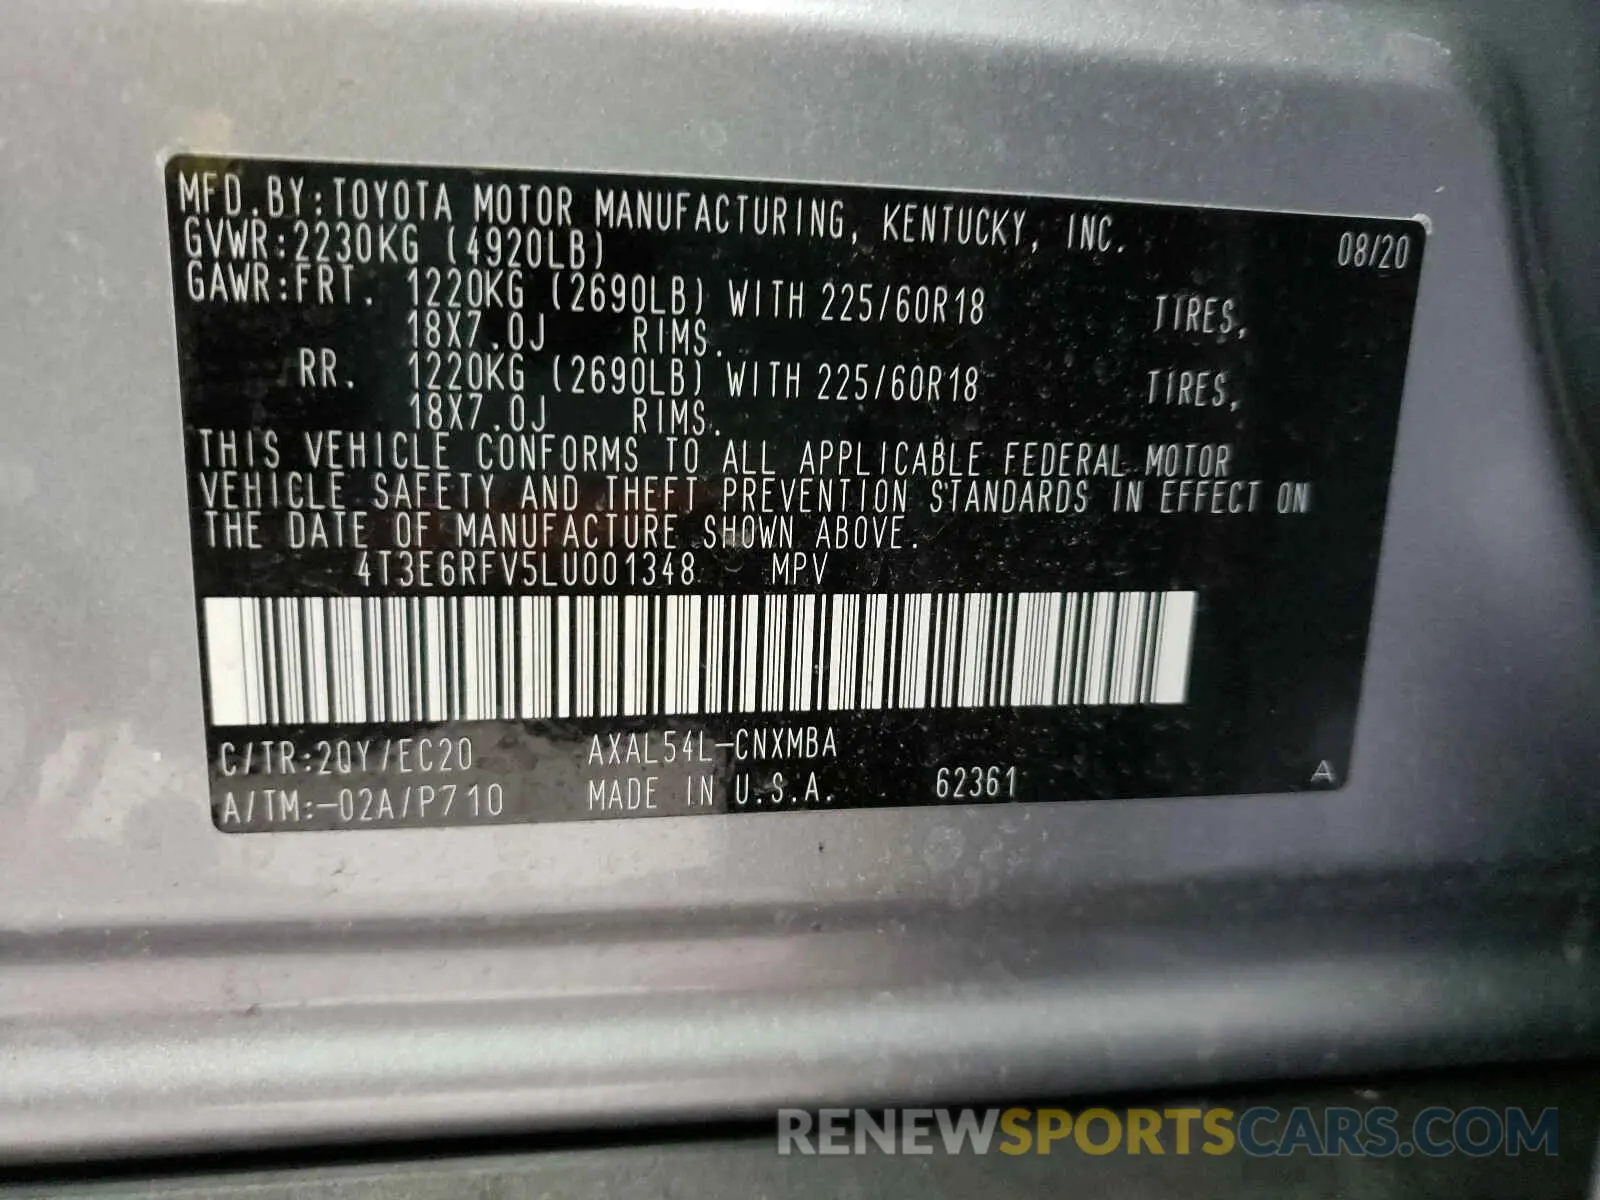 MFD.BY:TOYOTA MOTOR MANUFACTURING, KENTUCKY, INC. 08/20
GVWR:2230KG (4920LB)
GAWR:FRT. 1220KG (2690LB) WITH 225/60R18 TIRES,
18X7.0J RIMS.
RR. 1220KG (2690LB) WITH 225/60R18 TIRES,
18X7.0J RIMS.
THIS VEHICLE CONFORMS TO ALL APPLICABLE FEDERAL MOTOR
VEHICLE SAFETY AND THEFT PREVENTION STANDARDS IN EFFECT ON
THE DATE OF MANUFACTURE SHOWN ABOVE.
4T3E6RFV5LU001348 MPV
C/TR:2QY/EC20 AXAL54L-CNXMBA
A/TM:-02A/P710 MADE IN U.S.A. 62361 A
RENEWSPORTSCARS.COM